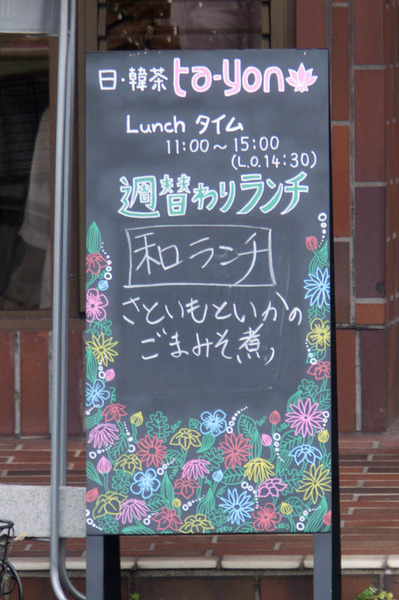 日・韓茶 ta-yon
Lunch タイム
11:00～15:00
(L.O.14:30)
週替わりランチ
和ランチ
さといもといかの
ごまみそ煮